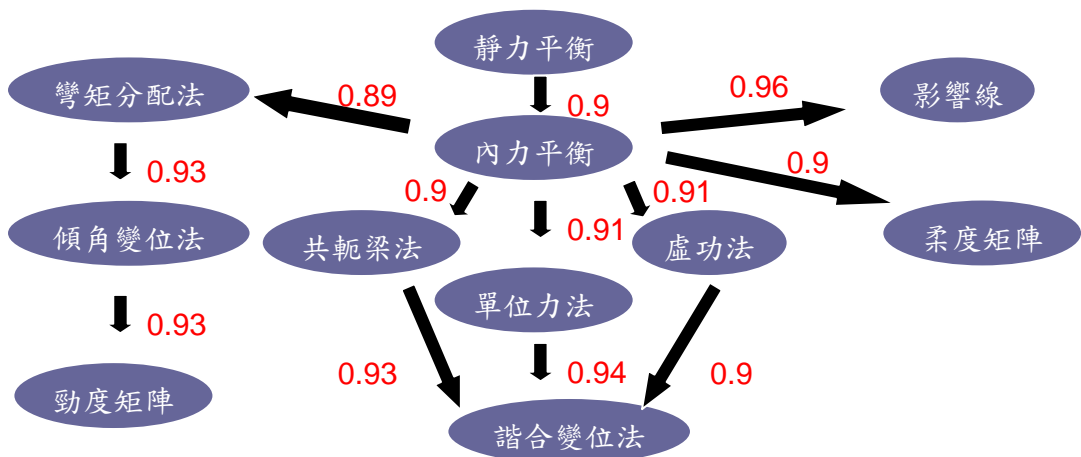 靜力平衡
彎矩分配法
0.89
0.9
0.96
影響線
內力平衡
0.93
0.9
0.91
0.9
傾角變位法
共軛梁法
0.91
虛功法
柔度矩陣
單位力法
0.93
0.93
0.94
0.9
勁度矩陣
諧合變位法